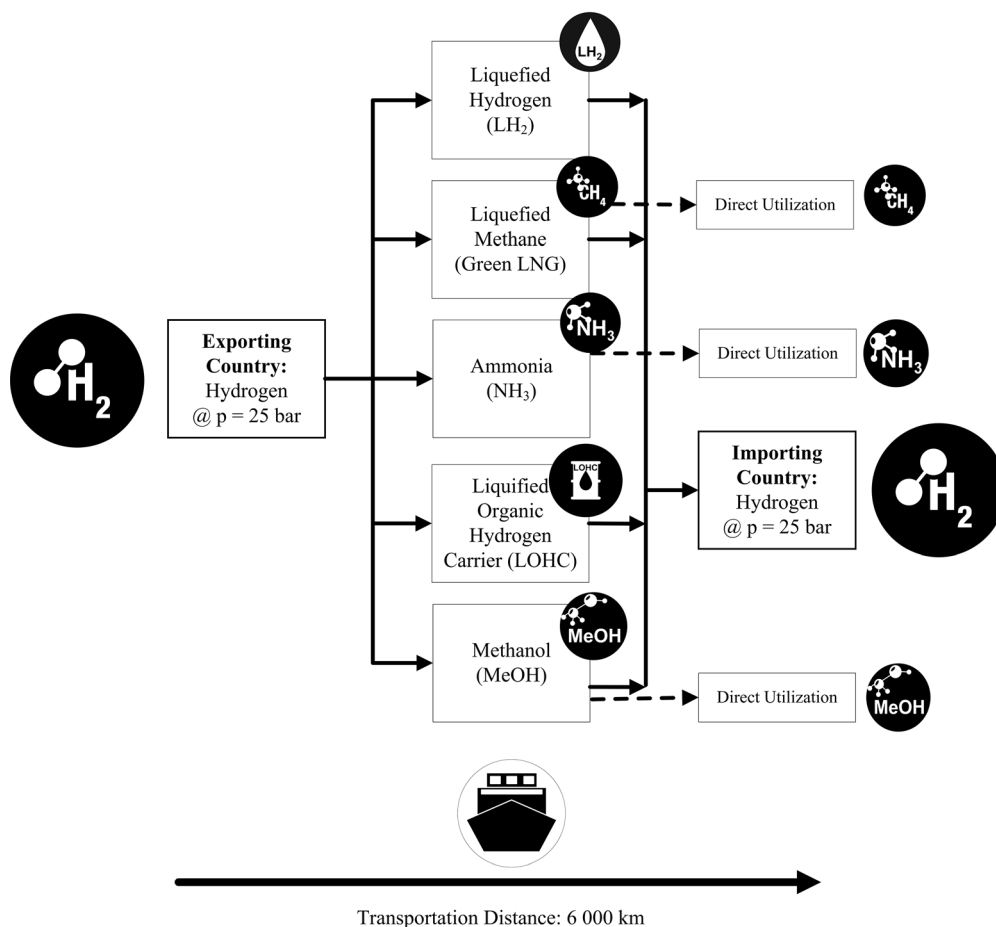 LH₂
Liquefied
Hydrogen
(LH₂)
CH₄
Liquefied
Methane
(Green LNG)
Direct Utilization
CH₄
NH₃
Ammonia
(NH₃)
Direct Utilization
NH₃
H₂
Exporting
Country:
Hydrogen
@ p = 25 bar
LOHC
Liquified
Organic
Hydrogen
Carrier (LOHC)
Importing
Country:
Hydrogen
@ p = 25 bar
H₂
MeOH
Methanol
(MeOH)
Direct Utilization
MeOH
Transportation Distance: 6 000 km